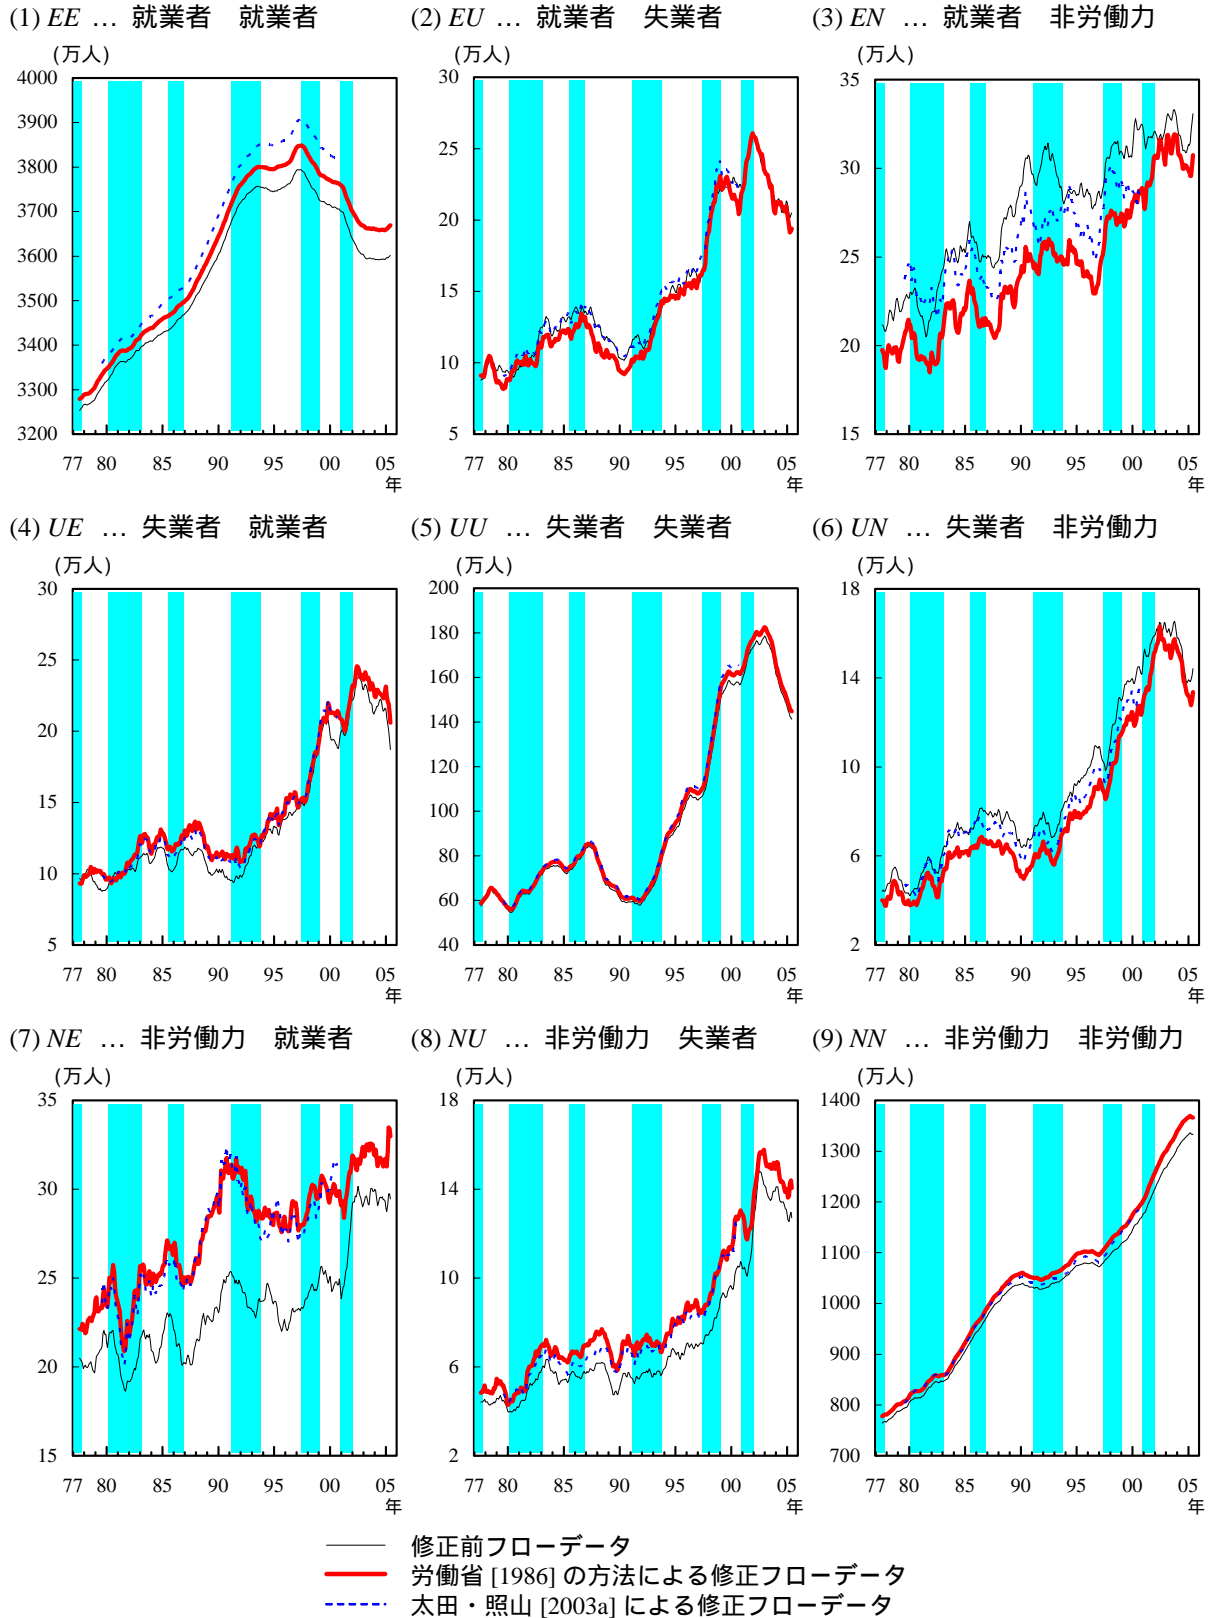 (1) EE … 就業者 就業者
(万人)
4000
3900
3800
3700
3600
3500
3400
3300
3200
77 80 85 90 95 00 05
年
(2) EU … 就業者 失業者
(万人)
30
25
20
15
10
5
77 80 85 90 95 00 05
年
(3) EN … 就業者 非労働力
(万人)
35
30
25
20
15
77 80 85 90 95 00 05
年
(4) UE … 失業者 就業者
(万人)
30
25
20
15
10
5
77 80 85 90 95 00 05
年
(5) UU … 失業者 失業者
(万人)
200
180
160
140
120
100
80
60
40
77 80 85 90 95 00 05
年
(6) UN … 失業者 非労働力
(万人)
18
14
10
6
2
77 80 85 90 95 00 05
年
(7) NE … 非労働力 就業者
(万人)
35
30
25
20
15
77 80 85 90 95 00 05
年
(8) NU … 非労働力 失業者
(万人)
18
14
10
6
2
77 80 85 90 95 00 05
年
(9) NN … 非労働力 非労働力
(万人)
1400
1300
1200
1100
1000
900
800
700
77 80 85 90 95 00 05
年
修正前フローデータ
労働省 [1986] の方法による修正フローデータ
太田・照山 [2003a] による修正フローデータ